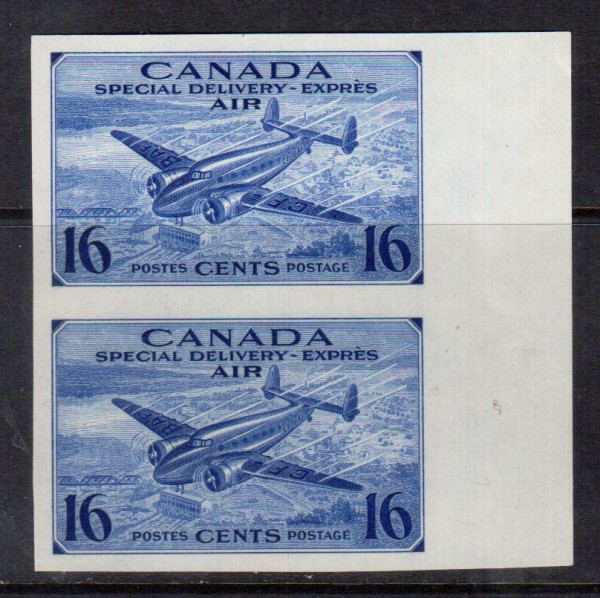 CANADA
SPECIAL DELIVERY-EXPRÈS
AIR
16 POSTES CENTS POSTAGE 16
CANADA
SPECIAL DELIVERY-EXPRÈS
AIR
16 POSTES CENTS POSTAGE 16